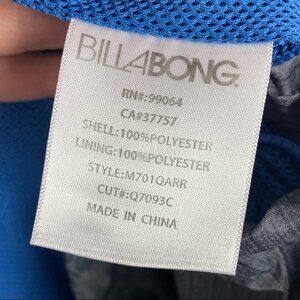 BILLABONG
RN#:99064
CA#37757
SHELL:100%POLYESTER
LINING:100%POLYESTER
STYLE:M701QARR
CUT#:Q7093C
MADE IN CHINA